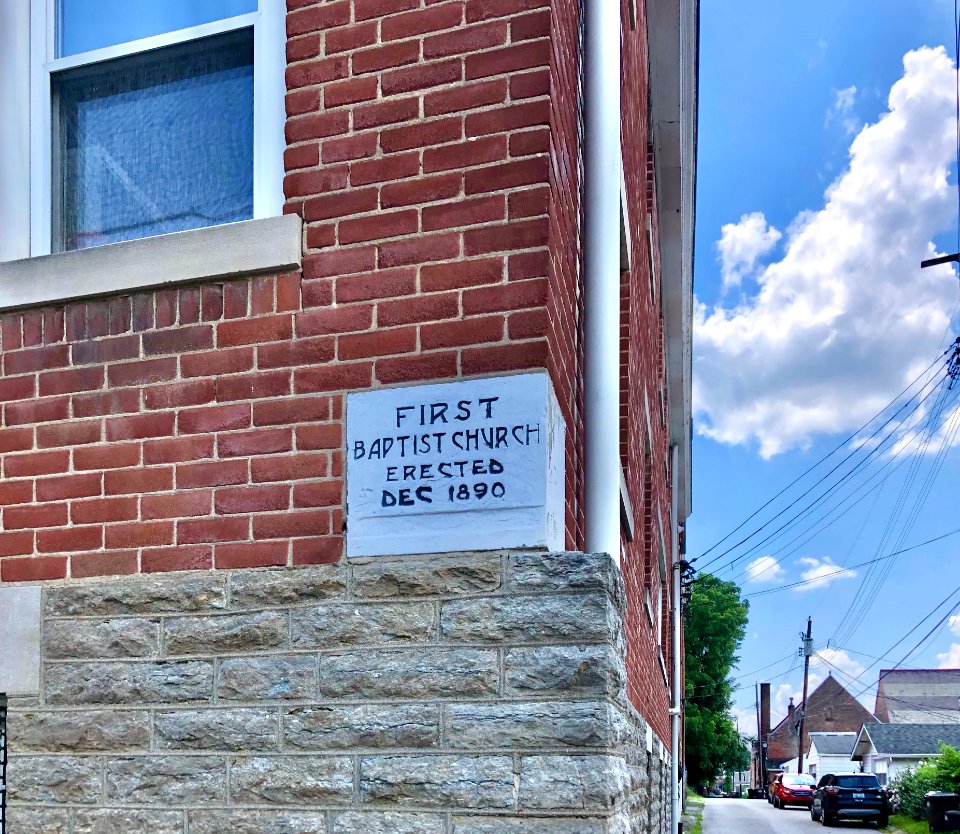 FIRST
BAPTIST CHURCH
ERECTED
DEC 1890